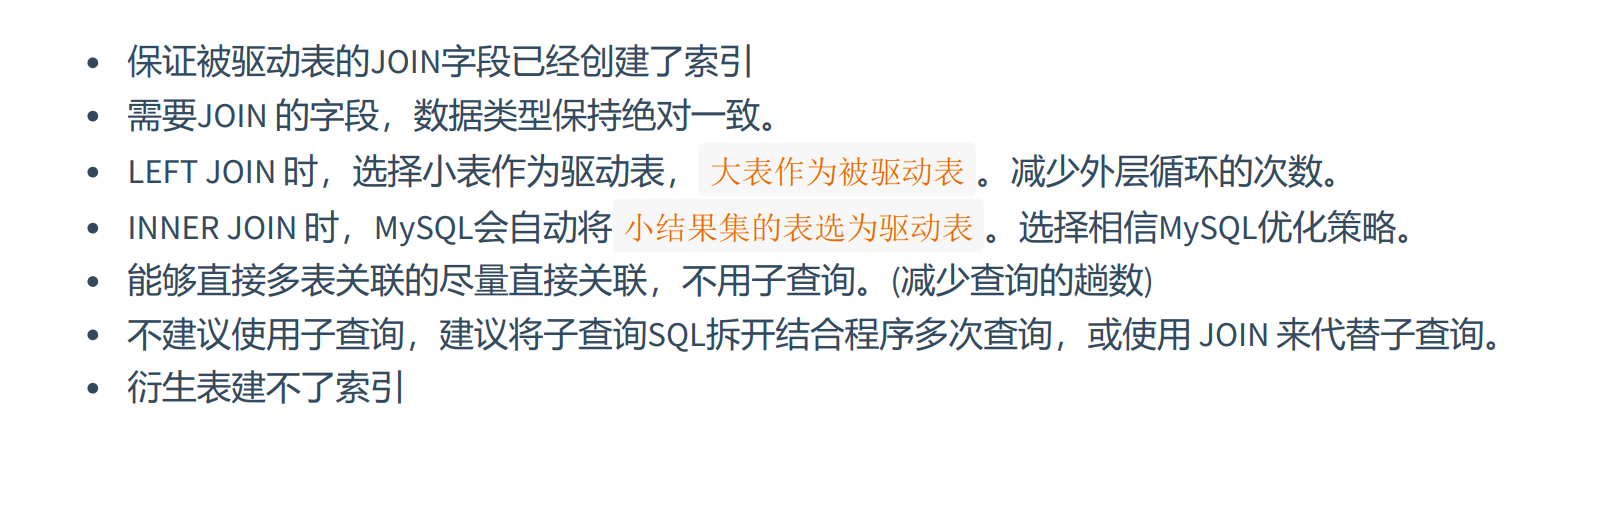 保证被驱动表的JOIN字段已经创建了索引
需要JOIN 的字段，数据类型保持绝对一致。
LEFT JOIN 时，选择小表作为驱动表，大表作为被驱动表。减少外层循环的次数。
INNER JOIN 时，MySQL会自动将小结果集的表选为驱动表。选择相信MySQL优化策略。
能够直接多表关联的尽量直接关联，不用子查询。(减少查询的趟数)
不建议使用子查询，建议将子查询SQL拆开结合程序多次查询，或使用 JOIN 来代替子查询。
衍生表建不了索引